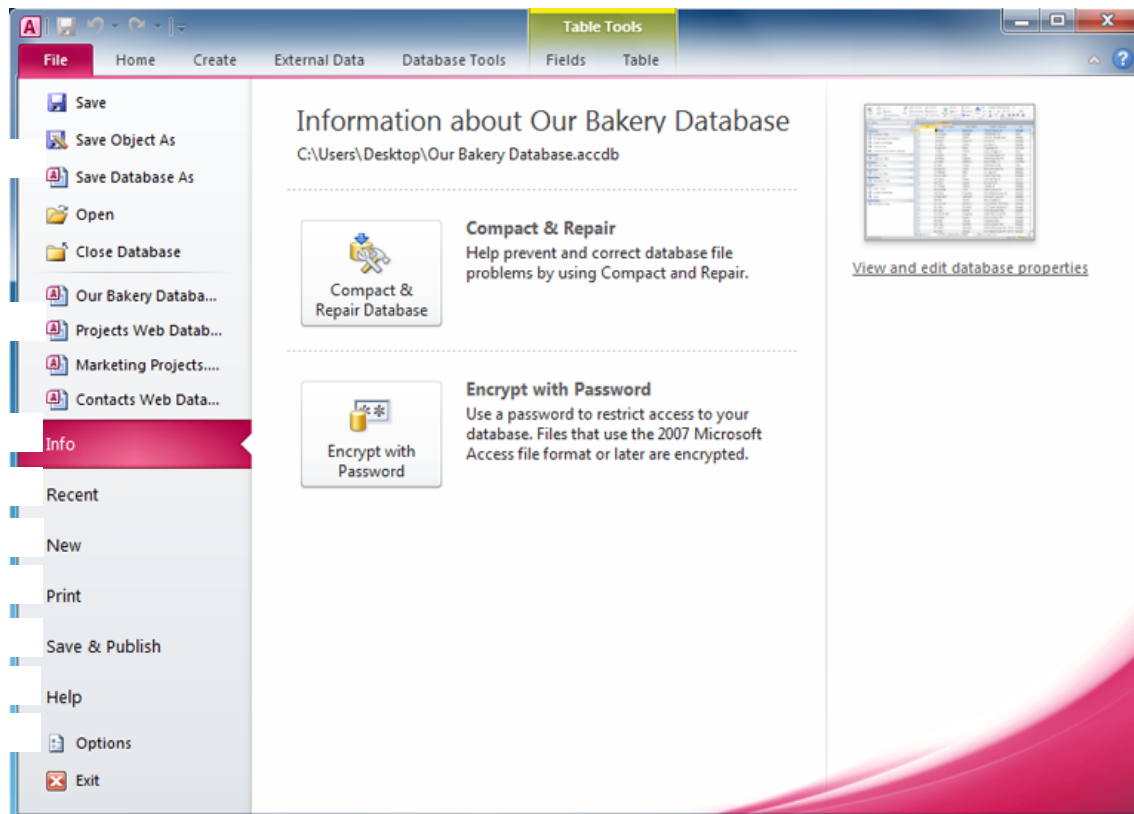 Table Tools
File Home Create External Data Database Tools Fields Table
Save
Save Object As
Save Database As
Open
Close Database
Our Bakery Databa...
Projects Web Datab...
Marketing Projects....
Contacts Web Data...
Info
Recent
New
Print
Save & Publish
Help
Options
Exit
Information about Our Bakery Database
C:\Users\Desktop\Our Bakery Database.accdb
Compact &
Repair Database
Compact & Repair
Help prevent and correct database file
problems by using Compact and Repair.
Encrypt with
Password
Encrypt with Password
Use a password to restrict access to your
database. Files that use the 2007 Microsoft
Access file format or later are encrypted.
View and edit database properties